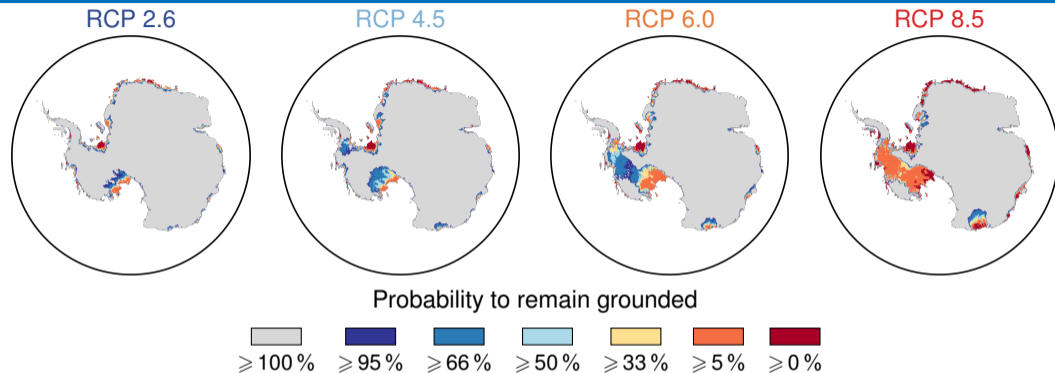 RCP 2.6 RCP 4.5 RCP 6.0 RCP 8.5
Probability to remain grounded
⩾100 % ⩾95 % ⩾66 % ⩾50 % ⩾33 % ⩾5 % ⩾0 %